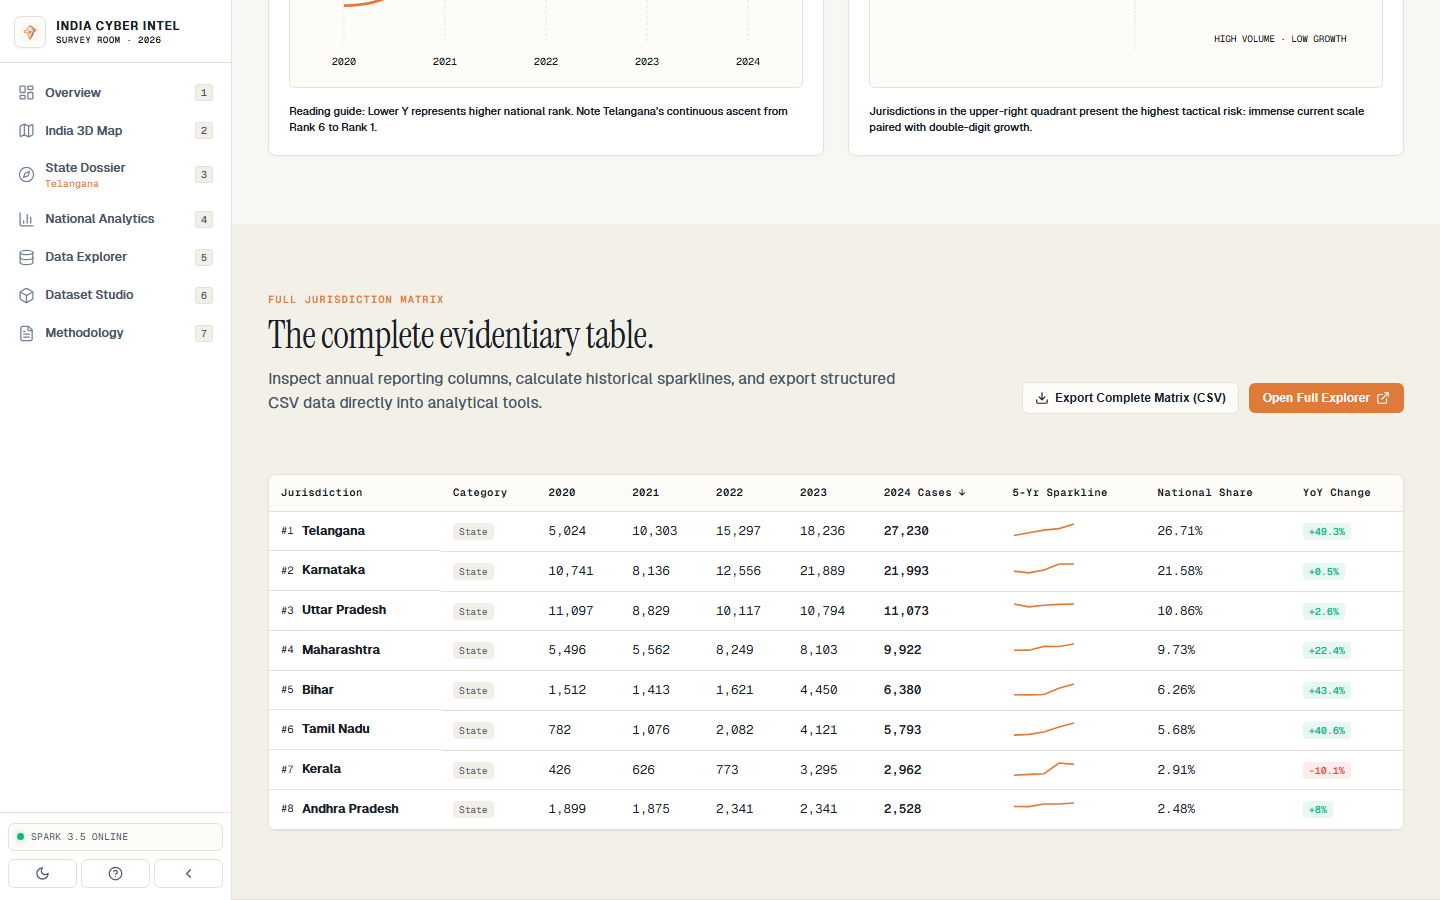 INDIA CYBER INTEL
SURVEY ROOM · 2026
Overview 1
India 3D Map 2
State Dossier 3
Telangana
National Analytics 4
Data Explorer 5
Dataset Studio 6
Methodology 7
SPARK 3.5 ONLINE
2020 2021 2022 2023 2024
Reading guide: Lower Y represents higher national rank. Note Telangana's continuous ascent from
Rank 6 to Rank 1.
HIGH VOLUME · LOW GROWTH
Jurisdictions in the upper-right quadrant present the highest tactical risk: immense current scale
paired with double-digit growth.
FULL JURISDICTION MATRIX
The complete evidentiary table.
Inspect annual reporting columns, calculate historical sparklines, and export structured
CSV data directly into analytical tools.
Export Complete Matrix (CSV)
Open Full Explorer
Jurisdiction Category 2020 2021 2022 2023 2024 Cases ↓ 5-Yr Sparkline National Share YoY Change
#1 Telangana State 5,024 10,303 15,297 18,236 27,230 26.71% +49.3%
#2 Karnataka State 10,741 8,136 12,556 21,889 21,993 21.58% +0.5%
#3 Uttar Pradesh State 11,097 8,829 10,117 10,794 11,073 10.86% +2.6%
#4 Maharashtra State 5,496 5,562 8,249 8,103 9,922 9.73% +22.4%
#5 Bihar State 1,512 1,413 1,621 4,450 6,380 6.26% +43.4%
#6 Tamil Nadu State 782 1,076 2,082 4,121 5,793 5.68% +40.6%
#7 Kerala State 426 626 773 3,295 2,962 2.91% -10.1%
#8 Andhra Pradesh State 1,899 1,875 2,341 2,341 2,528 2.48% +8%